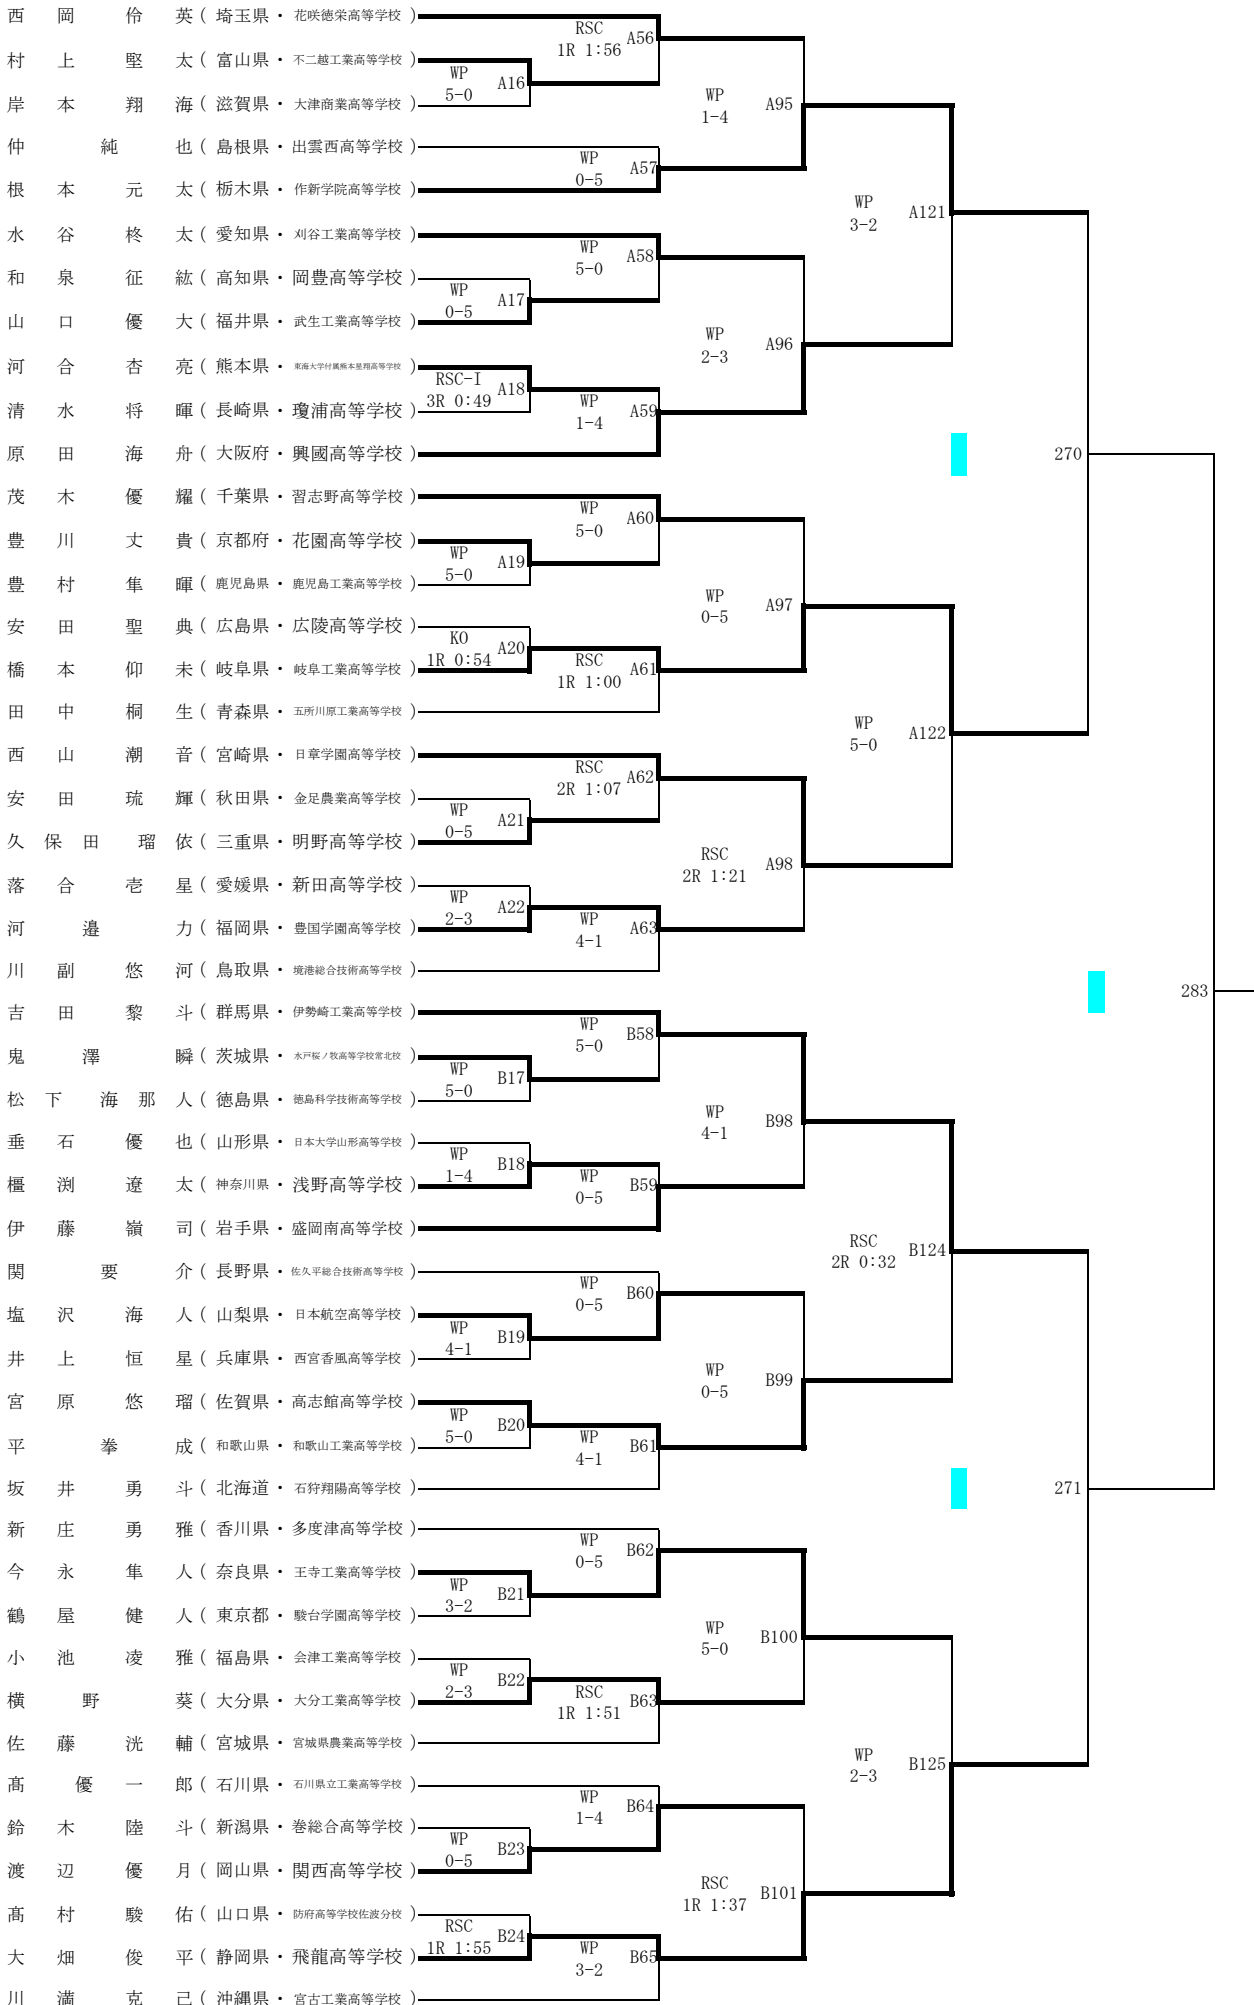 西岡 伶英 ( 埼玉県 ・ 花咲徳栄高等学校 )
RSC
1R 1:56
A56
村上 堅太 ( 富山県 ・ 不二越工業高等学校 )
WP
5-0
A16
岸本 翔海 ( 滋賀県 ・ 大津商業高等学校 )
WP
1-4
A95
仲 純也 ( 島根県 ・ 出雲西高等学校 )
WP
0-5
A57
根本 元太 ( 栃木県 ・ 作新学院高等学校 )
WP
3-2
A121
水谷 柊太 ( 愛知県 ・ 刈谷工業高等学校 )
WP
5-0
A58
和泉 征紘 ( 高知県 ・ 岡豊高等学校 )
WP
0-5
A17
山口 優大 ( 福井県 ・ 武生工業高等学校 )
WP
2-3
A96
河合 杏亮 ( 熊本県 ・ 東海大学付属熊本星翔高等学校 )
RSC-I
3R 0:49
A18
清水 将暉 ( 長崎県 ・ 瓊浦高等学校 )
WP
1-4
A59
原田 海舟 ( 大阪府 ・ 興國高等学校 )
270
茂木 優耀 ( 千葉県 ・ 習志野高等学校 )
WP
5-0
A60
豊川 丈貴 ( 京都府 ・ 花園高等学校 )
WP
5-0
A19
豊村 隼暉 ( 鹿児島県 ・ 鹿児島工業高等学校 )
WP
0-5
A97
安田 聖典 ( 広島県 ・ 広陵高等学校 )
KO
1R 0:54
A20
橋本 仰未 ( 岐阜県 ・ 岐阜工業高等学校 )
RSC
1R 1:00
A61
田中 桐生 ( 青森県 ・ 五所川原工業高等学校 )
WP
5-0
A122
西山 潮音 ( 宮崎県 ・ 日章学園高等学校 )
RSC
2R 1:07
A62
安田 琉輝 ( 秋田県 ・ 金足農業高等学校 )
WP
0-5
A21
久保田 瑠依 ( 三重県 ・ 明野高等学校 )
RSC
2R 1:21
A98
落合 壱星 ( 愛媛県 ・ 新田高等学校 )
WP
2-3
A22
河邉 力 ( 福岡県 ・ 豊国学園高等学校 )
WP
4-1
A63
川副 悠河 ( 鳥取県 ・ 境港総合技術高等学校 )
283
吉田 黎斗 ( 群馬県 ・ 伊勢崎工業高等学校 )
WP
5-0
B58
鬼澤 瞬 ( 茨城県 ・ 水戸桜ノ牧高等学校常北校 )
WP
5-0
B17
松下 海那人 ( 徳島県 ・ 徳島科学技術高等学校 )
WP
4-1
B98
垂石 優也 ( 山形県 ・ 日本大学山形高等学校 )
WP
1-4
B18
橿渕 遼太 ( 神奈川県 ・ 浅野高等学校 )
WP
0-5
B59
伊藤 嶺司 ( 岩手県 ・ 盛岡南高等学校 )
RSC
2R 0:32
B124
関 要介 ( 長野県 ・ 佐久平総合技術高等学校 )
WP
0-5
B60
塩沢 海人 ( 山梨県 ・ 日本航空高等学校 )
WP
4-1
B19
井上 恒星 ( 兵庫県 ・ 西宮香風高等学校 )
WP
0-5
B99
宮原 悠瑠 ( 佐賀県 ・ 高志館高等学校 )
WP
5-0
B20
平 拳成 ( 和歌山県 ・ 和歌山工業高等学校 )
WP
4-1
B61
坂井 勇斗 ( 北海道 ・ 石狩翔陽高等学校 )
271
新庄 勇雅 ( 香川県 ・ 多度津高等学校 )
WP
0-5
B62
今永 隼人 ( 奈良県 ・ 王寺工業高等学校 )
WP
3-2
B21
鶴屋 健人 ( 東京都 ・ 駿台学園高等学校 )
WP
5-0
B100
小池 凌雅 ( 福島県 ・ 会津工業高等学校 )
WP
2-3
B22
横野 葵 ( 大分県 ・ 大分工業高等学校 )
RSC
1R 1:51
B63
佐藤 洸輔 ( 宮城県 ・ 宮城県農業高等学校 )
WP
2-3
B125
髙 優一郎 ( 石川県 ・ 石川県立工業高等学校 )
WP
1-4
B64
鈴木 陸斗 ( 新潟県 ・ 巻総合高等学校 )
WP
0-5
B23
渡辺 優月 ( 岡山県 ・ 関西高等学校 )
RSC
1R 1:37
B101
髙村 駿佑 ( 山口県 ・ 防府高等学校佐波分校 )
RSC
1R 1:55
B24
大畑 俊平 ( 静岡県 ・ 飛龍高等学校 )
WP
3-2
B65
川満 克己 ( 沖縄県 ・ 宮古工業高等学校 )